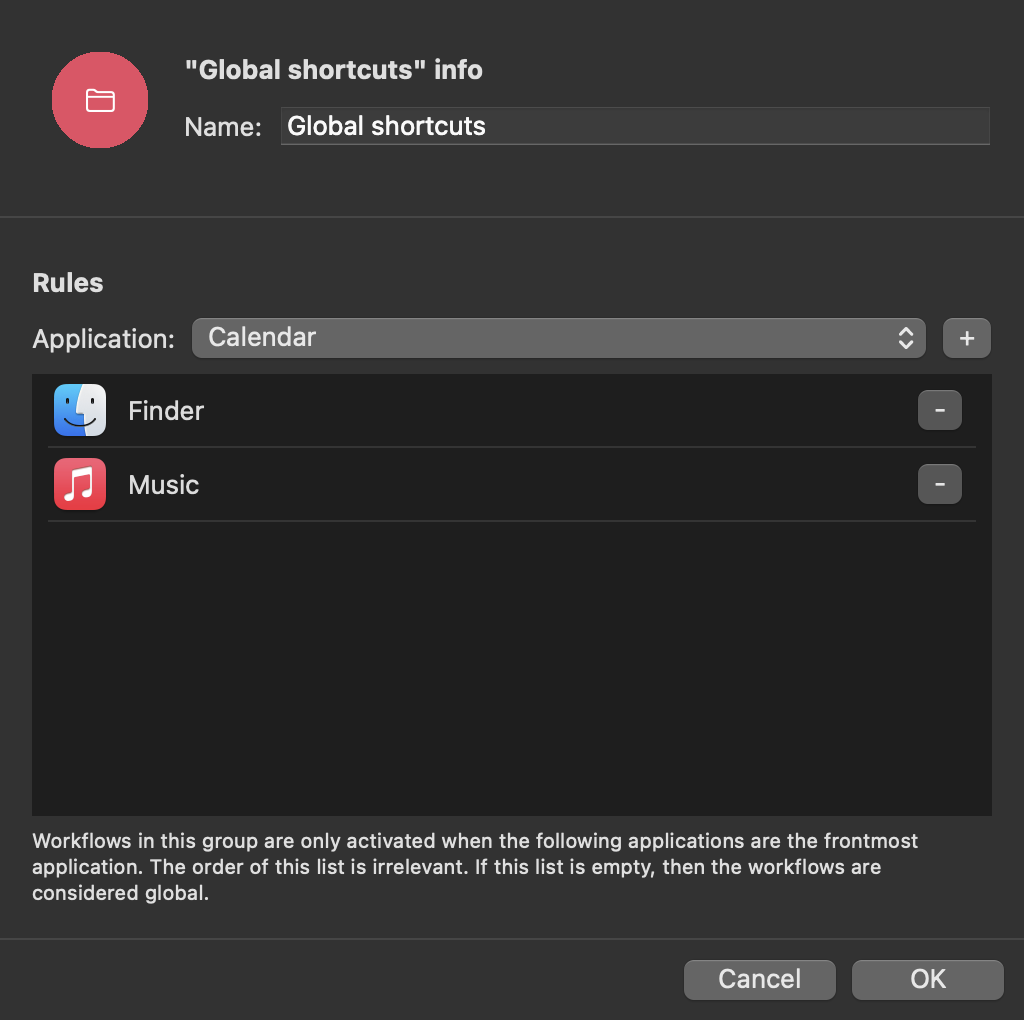 "Global shortcuts" info
Name: Global shortcuts
Rules
Application: Calendar +
Finder -
Music -
Workflows in this group are only activated when the following applications are the frontmost
application. The order of this list is irrelevant. If this list is empty, then the workflows are
considered global.
Cancel OK